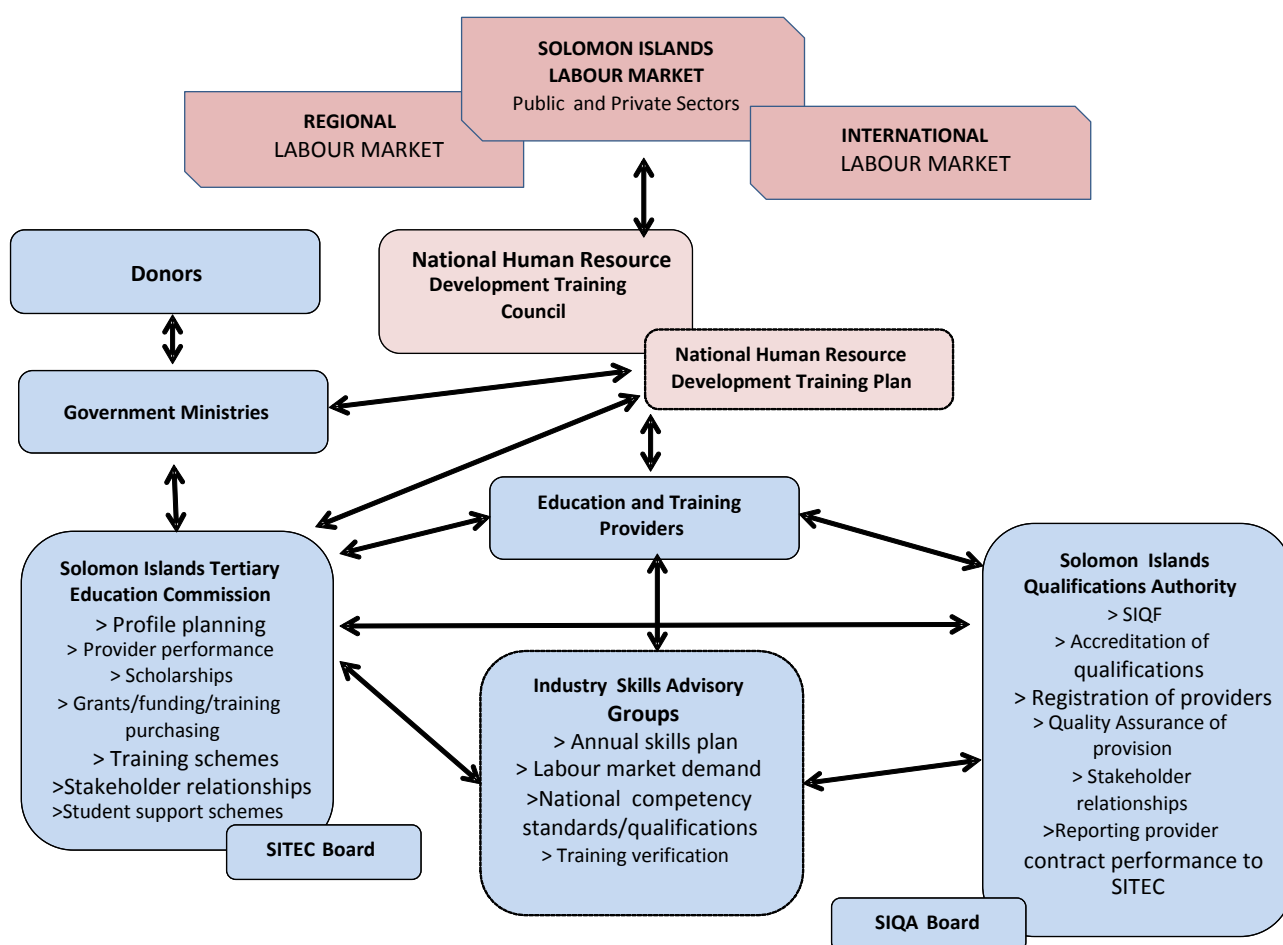 SOLOMON ISLANDS
LABOUR MARKET
Public and Private Sectors
REGIONAL
LABOUR MARKET
INTERNATIONAL
LABOUR MARKET
National Human Resource
Development Training
Council
Donors
National Human Resource
Development Training Plan
Government Ministries
Education and Training
Providers
Solomon Islands Tertiary
Education Commission
> Profile planning
> Provider performance
> Scholarships
> Grants/funding/training
purchasing
> Training schemes
>Stakeholder relationships
>Student support schemes
SITEC Board
Industry Skills Advisory
Groups
> Annual skills plan
> Labour market demand
>National competency
standards/qualifications
> Training verification
Solomon Islands
Qualifications Authority
> SIQF
> Accreditation of
qualifications
> Registration of providers
> Quality Assurance of
provision
> Stakeholder
relationships
>Reporting provider
contract performance to
SITEC
SIQA Board